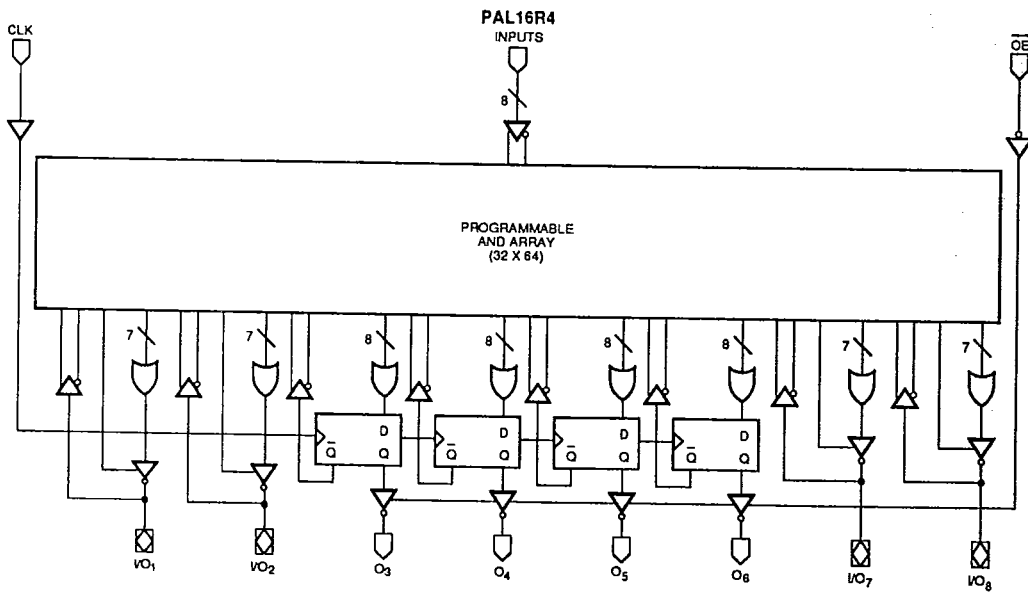 PAL16R4
CLK
INPUTS
OE
8
PROGRAMMABLE
AND ARRAY
(32 X 64)
7
7
8
8
8
8
7
7
D
Q
Q
D
Q
Q
D
Q
Q
D
Q
Q
I/O1
I/O2
O3
O4
O5
O6
I/O7
I/O8